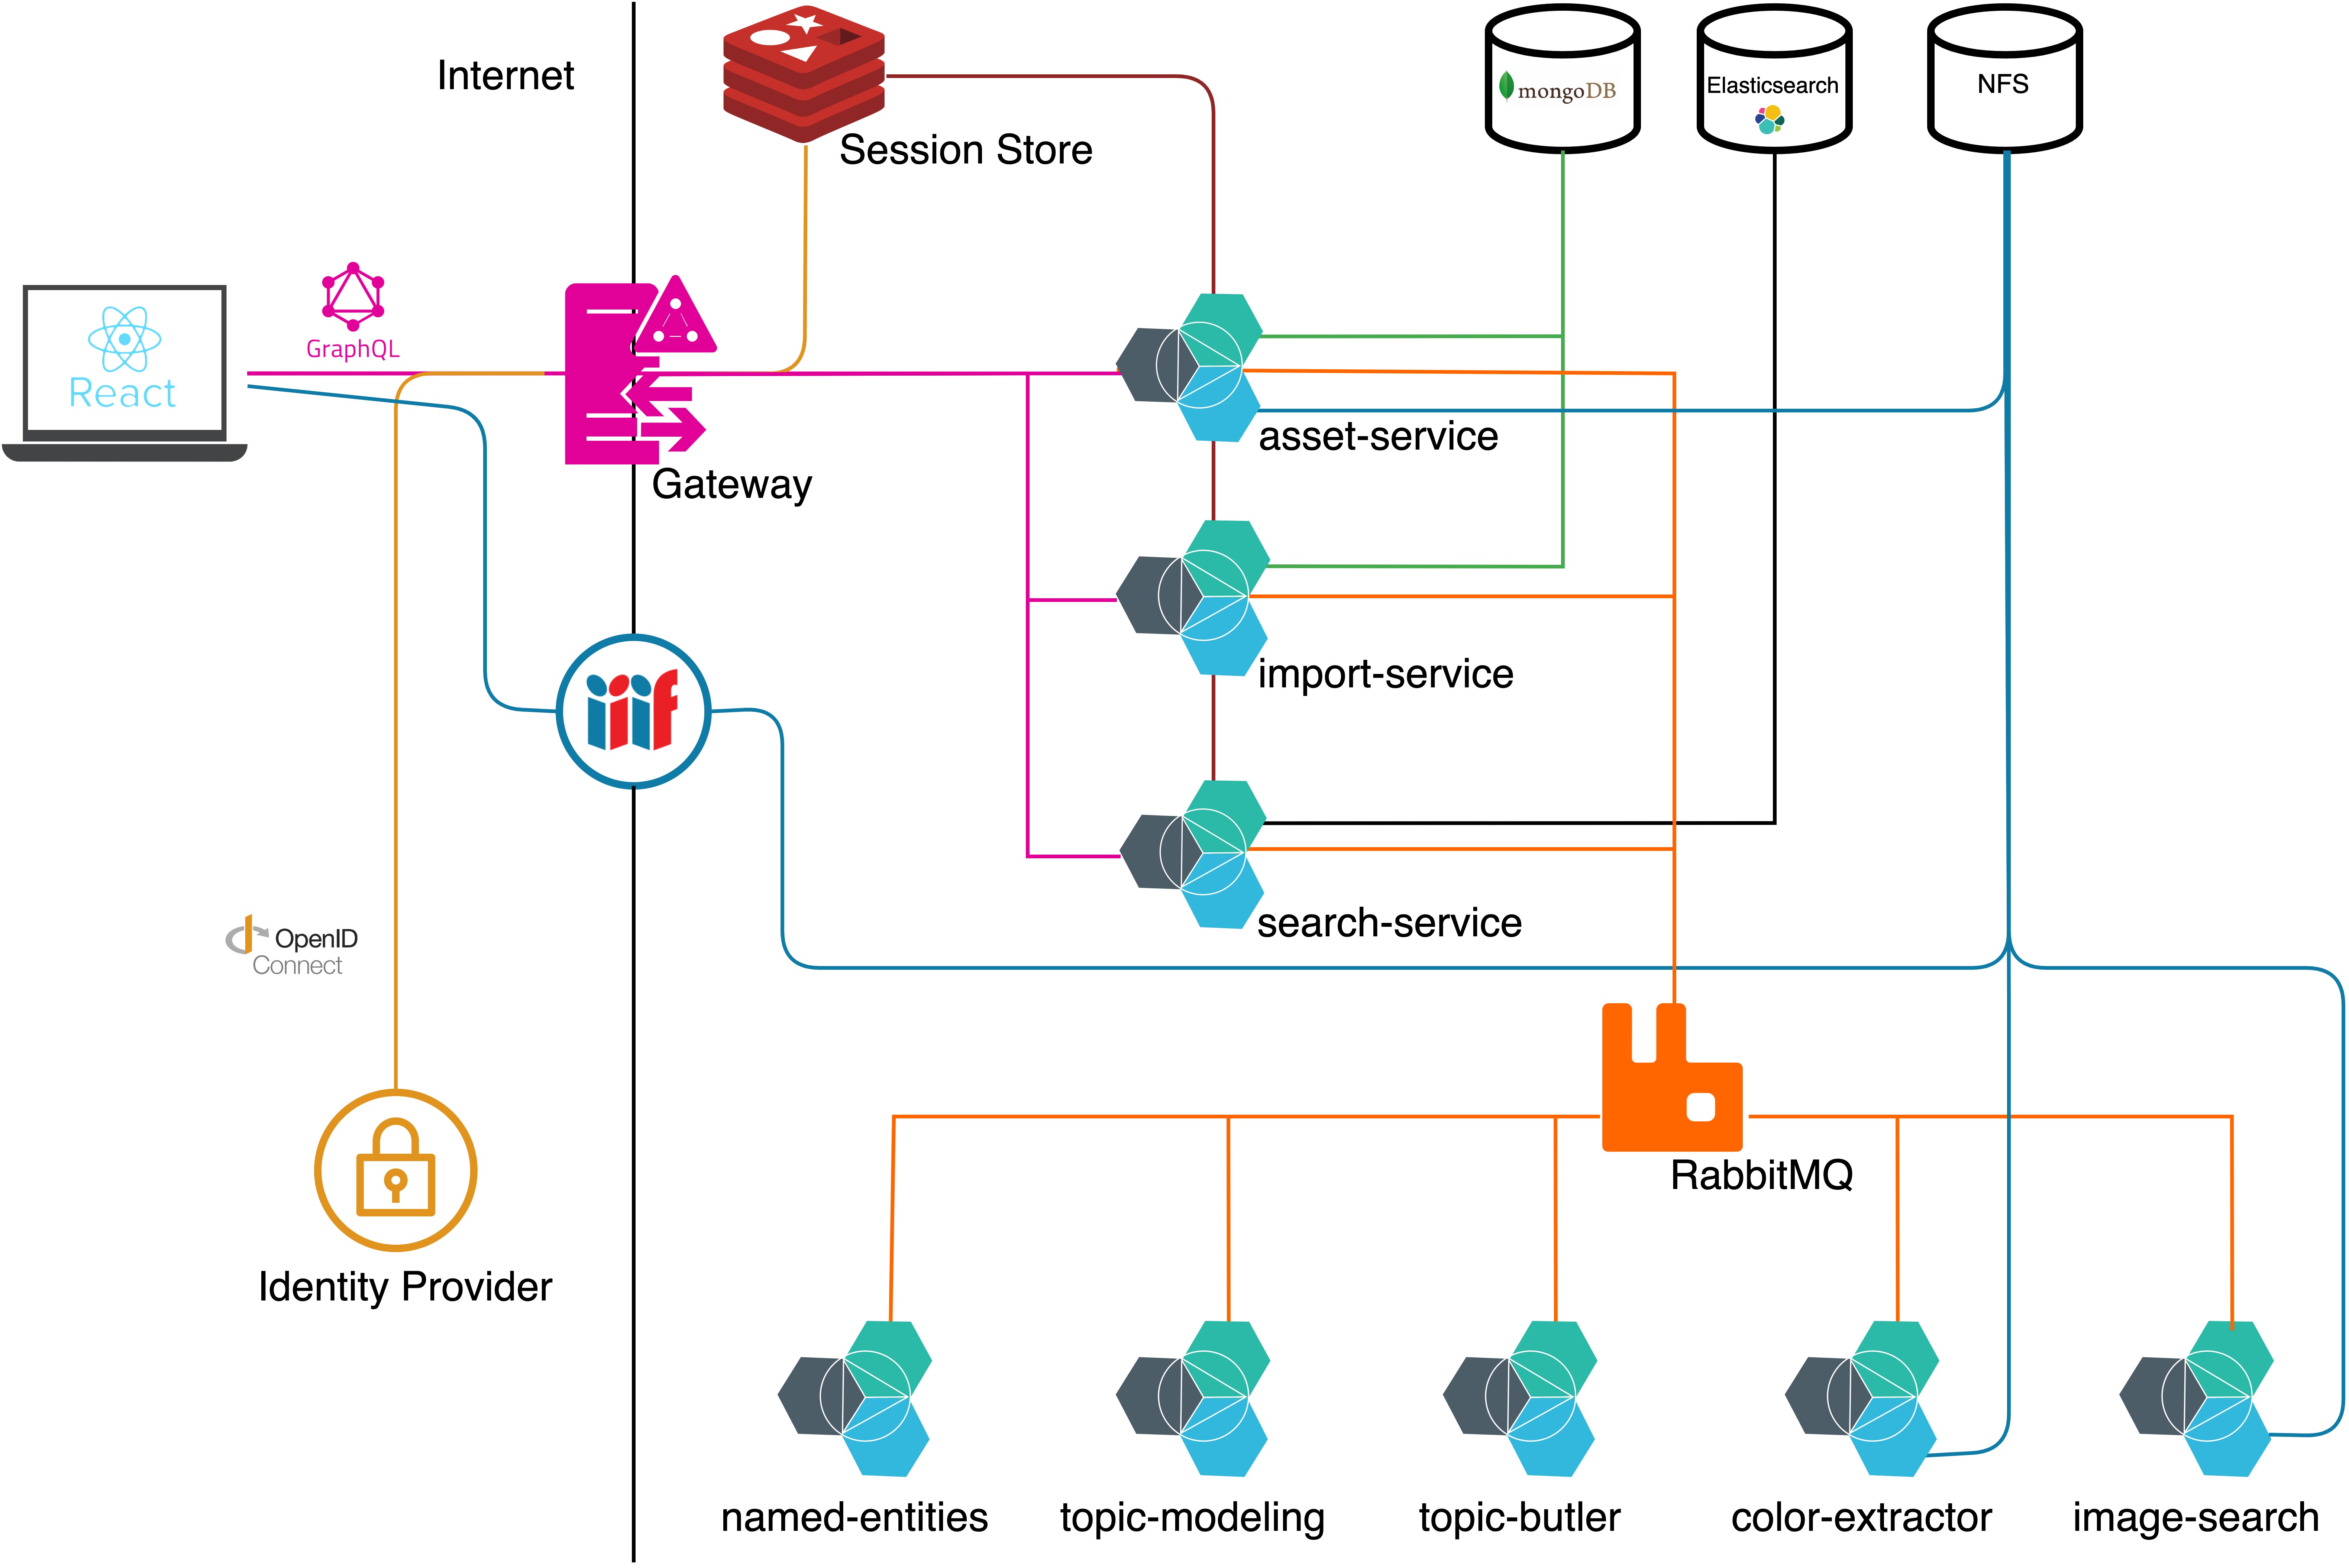 Internet
Session Store
mongoDB
Elasticsearch
NFS
GraphQL
React
Gateway
asset-service
import-service
iiif
search-service
OpenID
Connect
RabbitMQ
Identity Provider
named-entities
topic-modeling
topic-butler
color-extractor
image-search